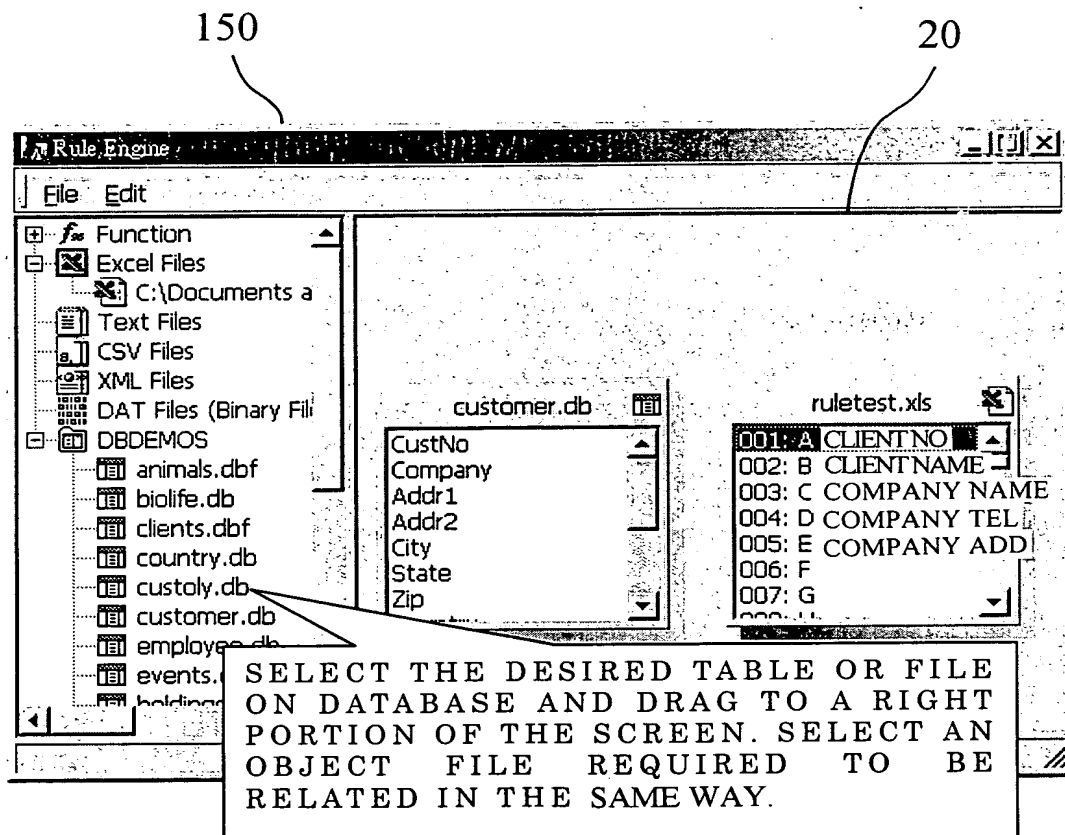 150
20
Rule Engine
File Edit
Function
Excel Files
C:\Documents a
Text Files
CSV Files
XML Files
DAT Files (Binary Fil
DBDEMOS
animals.dbf
biolife.db
clients.dbf
country.db
custoly.db
customer.db
employee.db
events.
holdings
customer.db
CustNo
Company
Addr1
Addr2
City
State
Zip
ruletest.xls
001: A CLIENT NO
002: B CLIENT NAME
003: C COMPANY NAME
004: D COMPANY TEL
005: E COMPANY ADD
006: F
007: G
SELECT THE DESIRED TABLE OR FILE
ON DATABASE AND DRAG TO A RIGHT
PORTION OF THE SCREEN. SELECT AN
OBJECT FILE REQUIRED TO BE
RELATED IN THE SAME WAY.